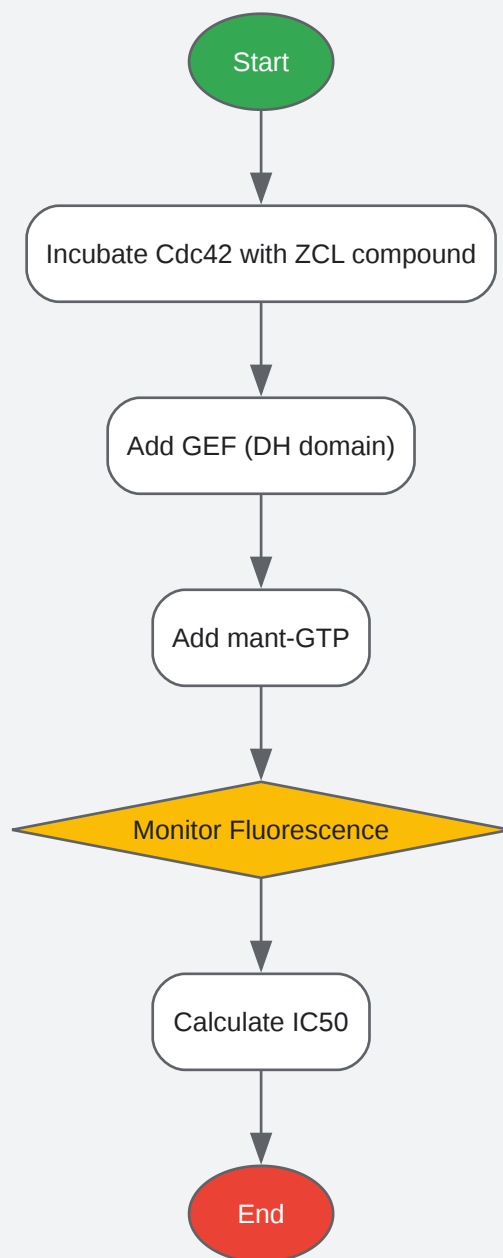 Start
Incubate Cdc42 with ZCL compound
Add GEF (DH domain)
Add mant-GTP
Monitor Fluorescence
Calculate IC50
End